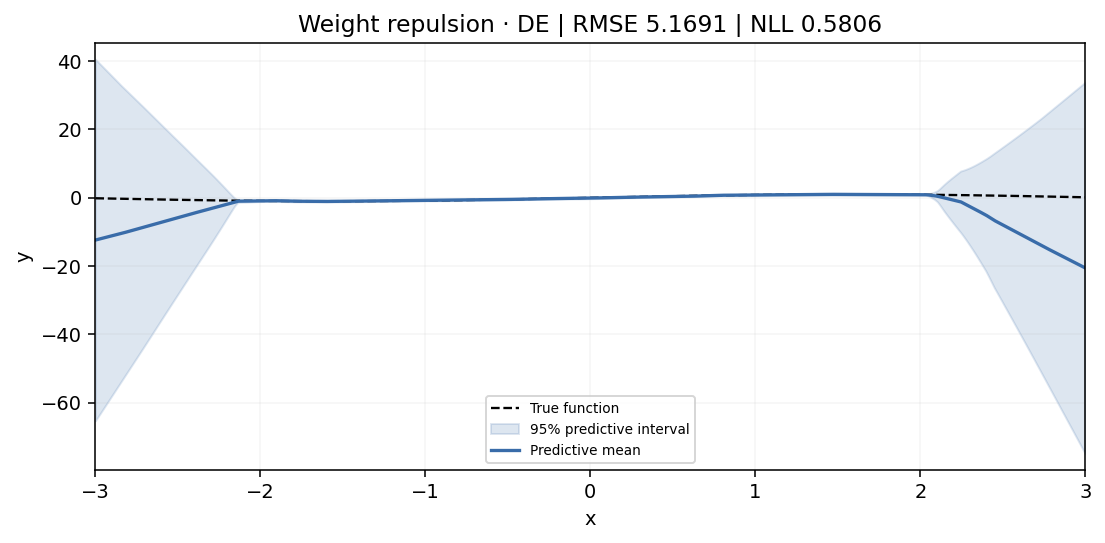 Weight repulsion · DE | RMSE 5.1691 | NLL 0.5806
40
20
0
−20
−40
−60
y
True function
95% predictive interval
Predictive mean
−3
−2
−1
0
1
2
3
x